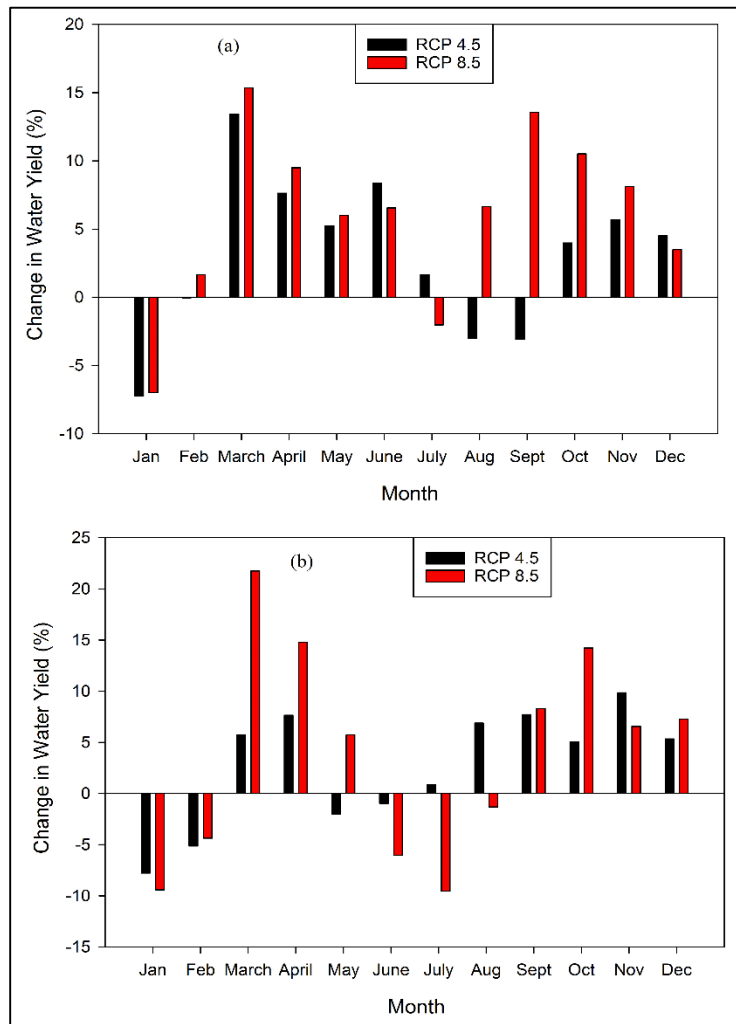 20
15
10
5
0
-5
-10
Change in Water Yield (%)
(a)
RCP 4.5
RCP 8.5
Jan Feb March April May June July Aug Sept Oct Nov Dec
Month
25
20
15
10
5
0
-5
-10
-15
Change in Water Yield (%)
(b)
RCP 4.5
RCP 8.5
Jan Feb March April May June July Aug Sept Oct Nov Dec
Month